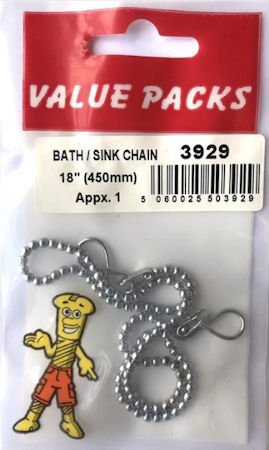 VALUE PACKS
BATH / SINK CHAIN 3929
18" (450mm)
Appx. 1
5 060025 503929